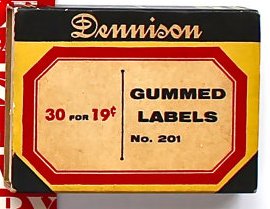 Dennison
30 FOR 19¢
GUMMED
LABELS
No. 201